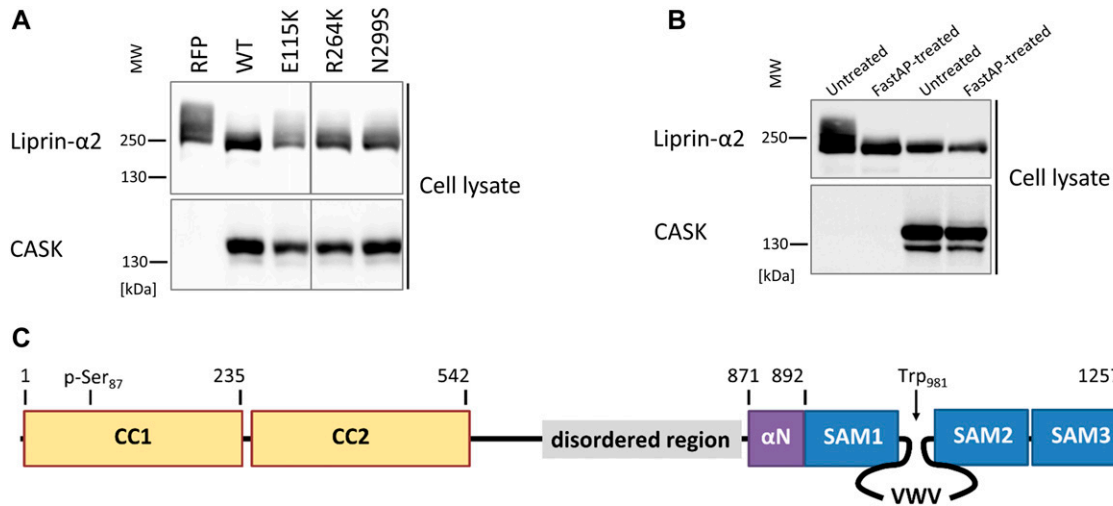 A
MW
RFP
WT
E115K
R264K
N299S
Liprin-α2
250
130
Cell lysate
CASK
130
[kDa]
B
MW
Untreated
FastAP-treated
Untreated
FastAP-treated
Liprin-α2
250
Cell lysate
CASK
130
[kDa]
C
1 p-Ser87 235 542 871 892 Trp981 1257
CC1 CC2 disordered region αN SAM1 SAM2 SAM3
VWV